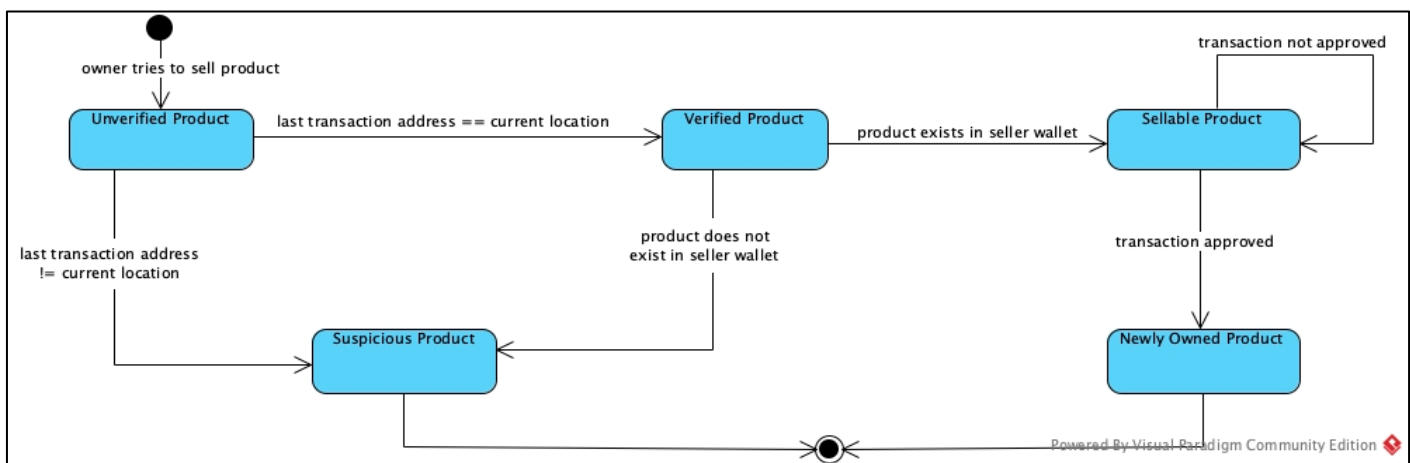 transaction not approved
owner tries to sell product
Unverified Product
last transaction address == current location
Verified Product
product exists in seller wallet
Sellable Product
last transaction address
!= current location
product does not
exist in seller wallet
transaction approved
Suspicious Product
Newly Owned Product
Powered By Visual Paradigm Community Edition